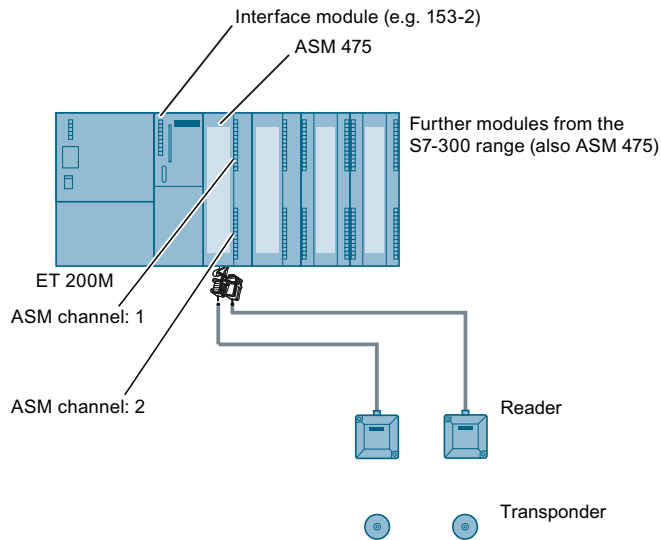 Interface module (e.g. 153-2)
ASM 475
Further modules from the
S7-300 range (also ASM 475)
ET 200M
ASM channel: 1
ASM channel: 2
Reader
Transponder